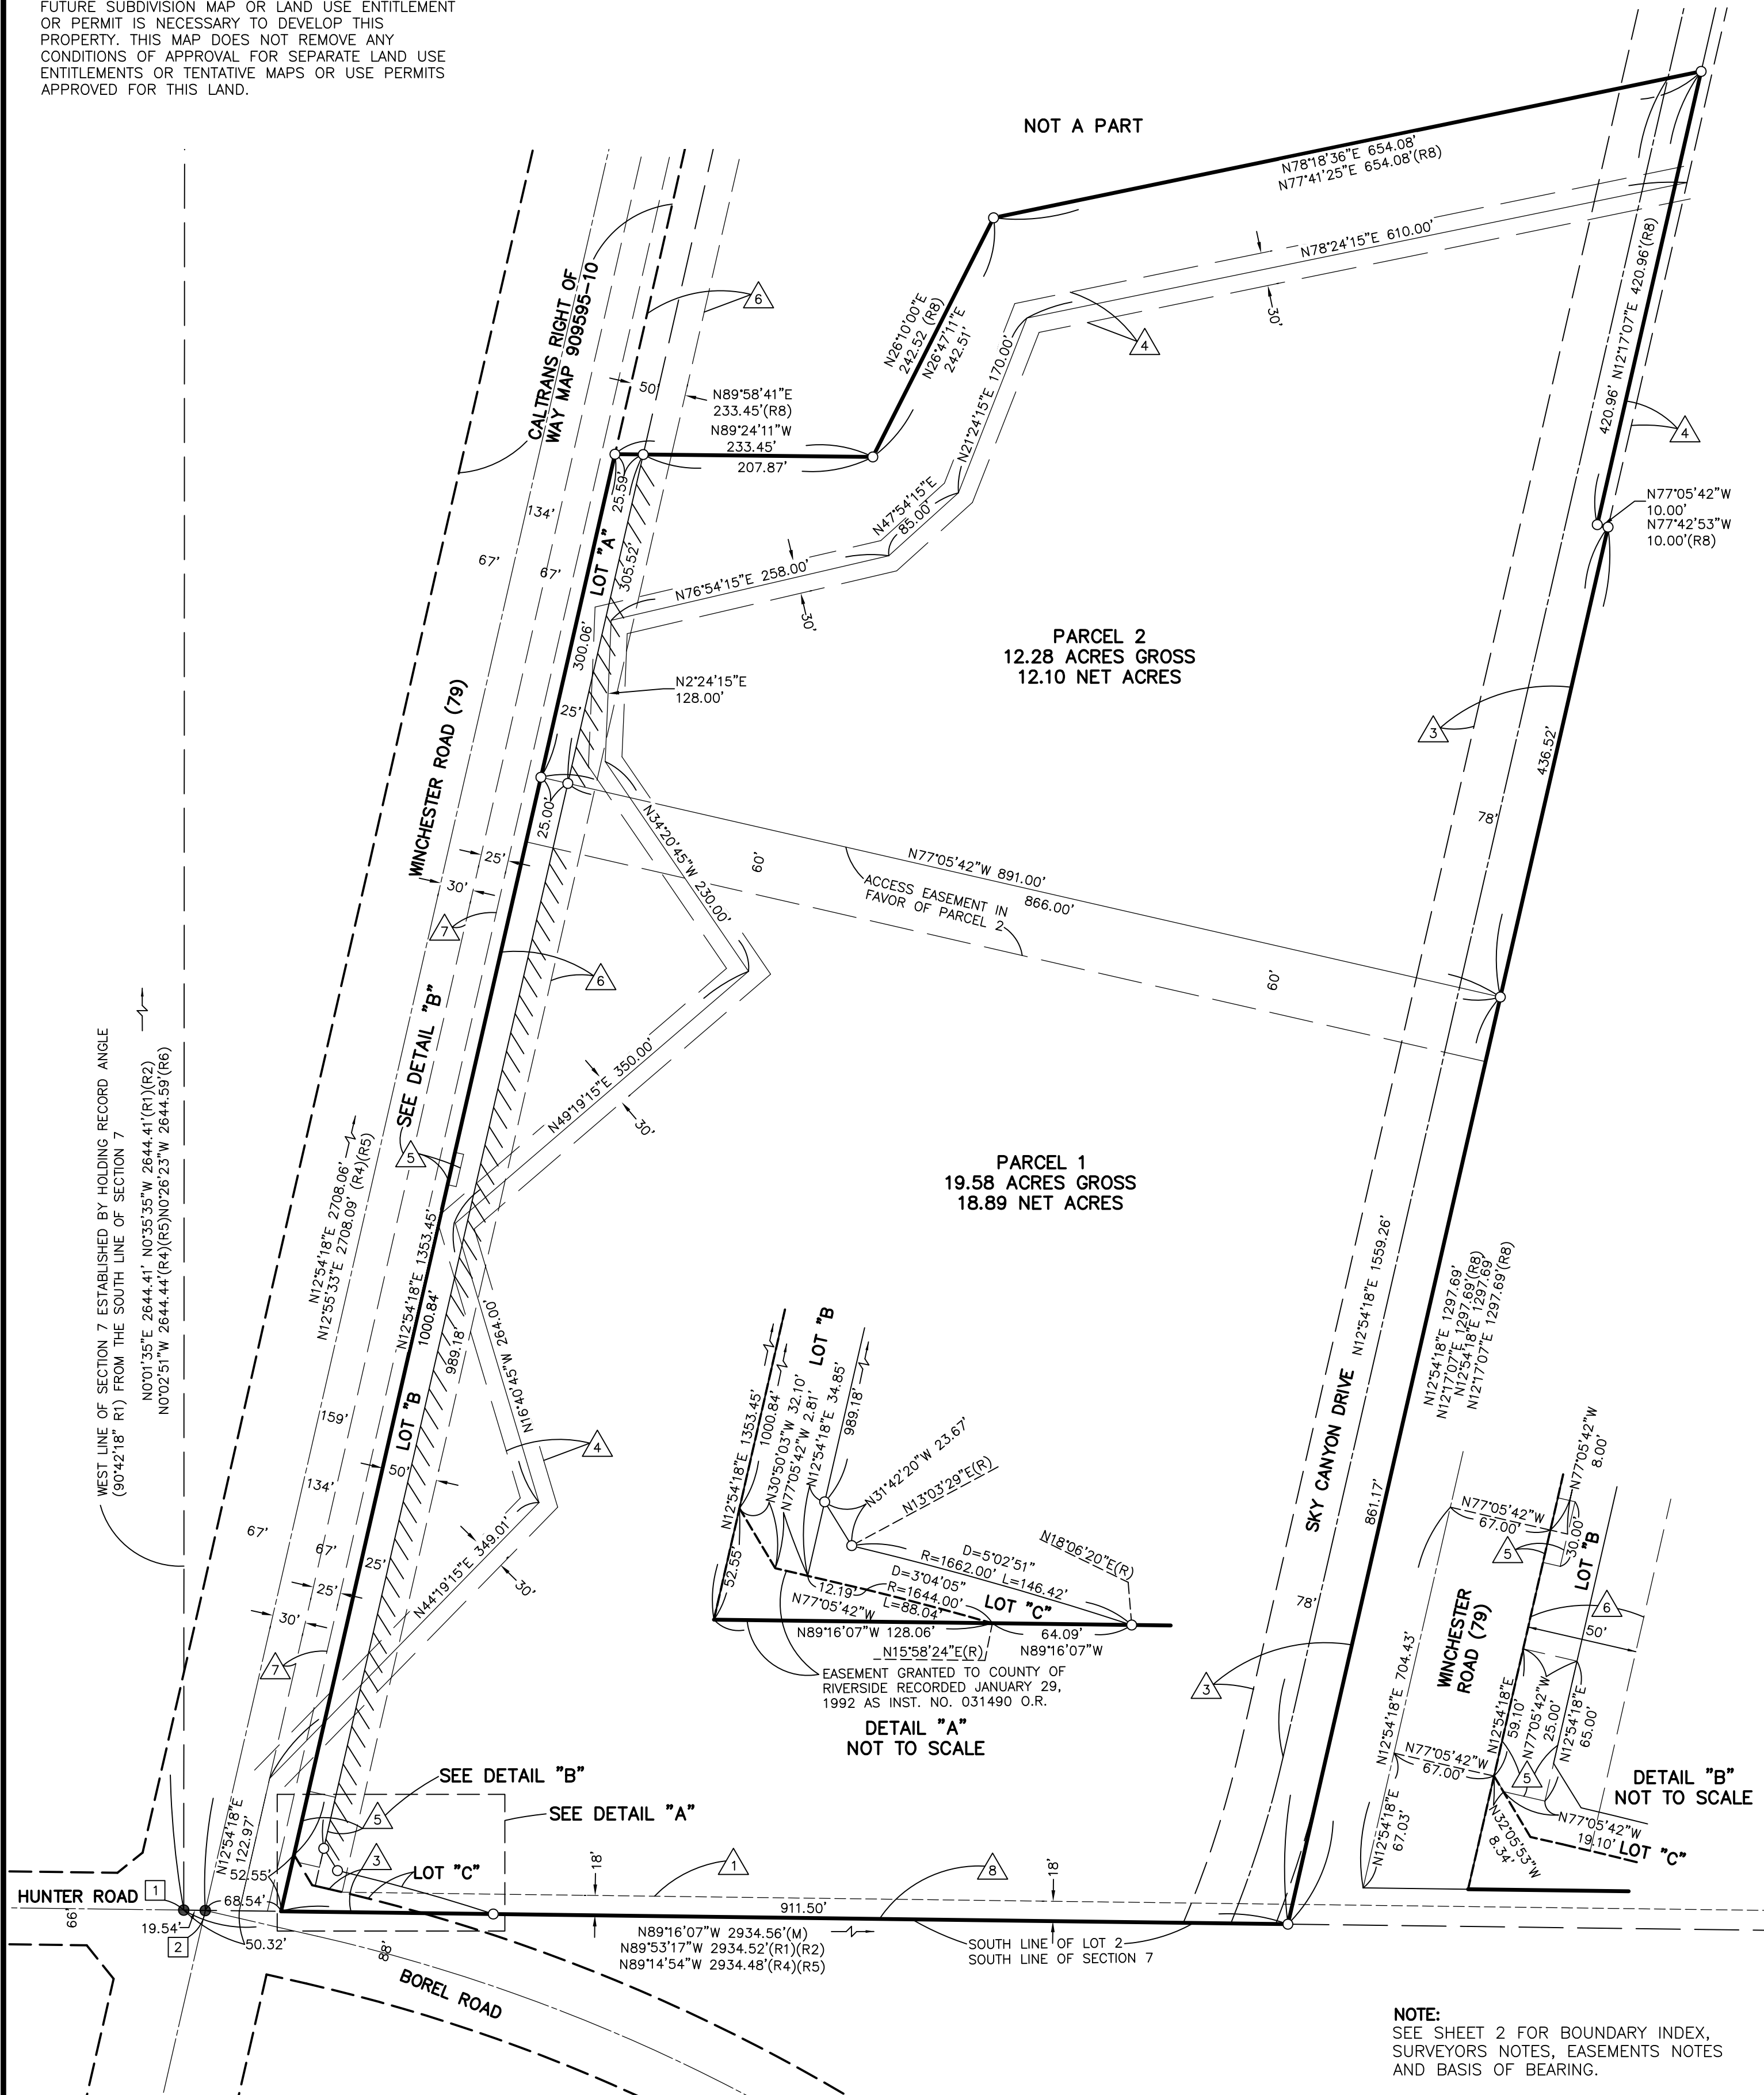 FUTURE SUBDIVISION MAP OR LAND USE ENTITLEMENT
OR PERMIT IS NECESSARY TO DEVELOP THIS
PROPERTY. THIS MAP DOES NOT REMOVE ANY
CONDITIONS OF APPROVAL FOR SEPARATE LAND USE
ENTITLEMENTS OR TENTATIVE MAPS OR USE PERMITS
APPROVED FOR THIS LAND.
NOT A PART
N78°18'36"E 654.08'
N77°41'25"E 654.08'(R8)
N78°24'15"E 610.00'
30'
4
420.96' N12°17'07"E 420.96'(R8)
4
N77°05'42"W
10.00'
N77°42'53"W
10.00'(R8)
CALTRANS RIGHT OF
WAY MAP 909595-10
6
50'
N26°10'00"E
242.52 (R8)
N26°47'11"E
242.51'
N89°58'41"E
233.45'(R8)
N89°24'11"W
233.45'
207.87'
N21°24'15"E 170.00'
N47°54'15"E
85.00'
N76°54'15"E 258.00'
30'
134'
67'
67'
25.59'
LOT "A"
305.52'
300.06'
25'
N2°24'15"E
128.00'
PARCEL 2
12.28 ACRES GROSS
12.10 NET ACRES
3
436.52'
78'
WINCHESTER ROAD (79)
25.00'
25'
30'
7
6
N34°20'45"W 230.00'
60'
N77°05'42"W 891.00'
866.00'
ACCESS EASEMENT IN
FAVOR OF PARCEL 2
60'
SEE DETAIL "B"
5
N49°19'15"E 350.00'
30'
WEST LINE OF SECTION 7 ESTABLISHED BY HOLDING RECORD ANGLE
(90°42'18" R1) FROM THE SOUTH LINE OF SECTION 7
N0°01'35"E 2644.41' N0°35'35"W 2644.41'(R1)(R2)
N0°02'51"W 2644.44'(R4)(R5)N0°26'23"W 2644.59'(R6)
N12°54'18"E 2708.06'
N12°55'33"E 2708.09' (R4)(R5)
N12°54'18"E 1353.45'
1000.84'
989.18'
N16°40'45"W 264.00'
LOT "B
159'
134'
50'
4
67'
67'
25'
25'
30'
7
N44°19'15"E 349.01'
30'
PARCEL 1
19.58 ACRES GROSS
18.89 NET ACRES
SKY CANYON DRIVE
N12°54'18"E 1559.26'
N12°54'18"E 1297.69'
N12°17'07"E 1297.69'(R8)
N12°54'18"E 1297.69'
N12°17'07"E 1297.69'(R8)
861.17'
78'
3
LOT "B
N12°54'18"E 1353.45'
1000.84'
N30°50'03"W 32.10'
N77°05'42"W 2.81'
N12°54'18"E 34.85'
989.18'
N31°42'20"W 23.67'
N13°03'29"E(R)
N18°06'20"E(R)
52.55'
D=5°02'51"
R=1662.00' L=146.42'
D=3°04'05"
R=1644.00'
L=88.04'
12.19'
N77°05'42"W
LOT "C"
N89°16'07"W 128.06'
64.09'
N89°16'07"W
N15°58'24"E(R)
EASEMENT GRANTED TO COUNTY OF
RIVERSIDE RECORDED JANUARY 29,
1992 AS INST. NO. 031490 O.R.
DETAIL "A"
NOT TO SCALE
N77°05'42"W
8.00'
N77°05'42"W
67.00'
30.00'
5
LOT "B
6
50'
WINCHESTER
ROAD (79)
N12°54'18"E 704.43'
N12°54'18"E
59.10'
N77°05'42"W
25.00'
N12°54'18"E
65.00'
N77°05'42"W
67.00'
5
N12°54'18"E
67.03'
N32°05'53"W
8.34'
N77°05'42"W
19.10'
LOT "C"
DETAIL "B"
NOT TO SCALE
SEE DETAIL "B"
SEE DETAIL "A"
5
3
LOT "C"
N12°54'18"E
122.97'
52.55'
68.54'
HUNTER ROAD
1
66'
19.54'
2
50.32'
88'
BOREL ROAD
18'
1
8
18'
911.50'
N89°16'07"W 2934.56'(M)
N89°53'17"W 2934.52'(R1)(R2)
N89°14'54"W 2934.48'(R4)(R5)
SOUTH LINE OF LOT 2
SOUTH LINE OF SECTION 7
NOTE:
SEE SHEET 2 FOR BOUNDARY INDEX,
SURVEYORS NOTES, EASEMENTS NOTES
AND BASIS OF BEARING.